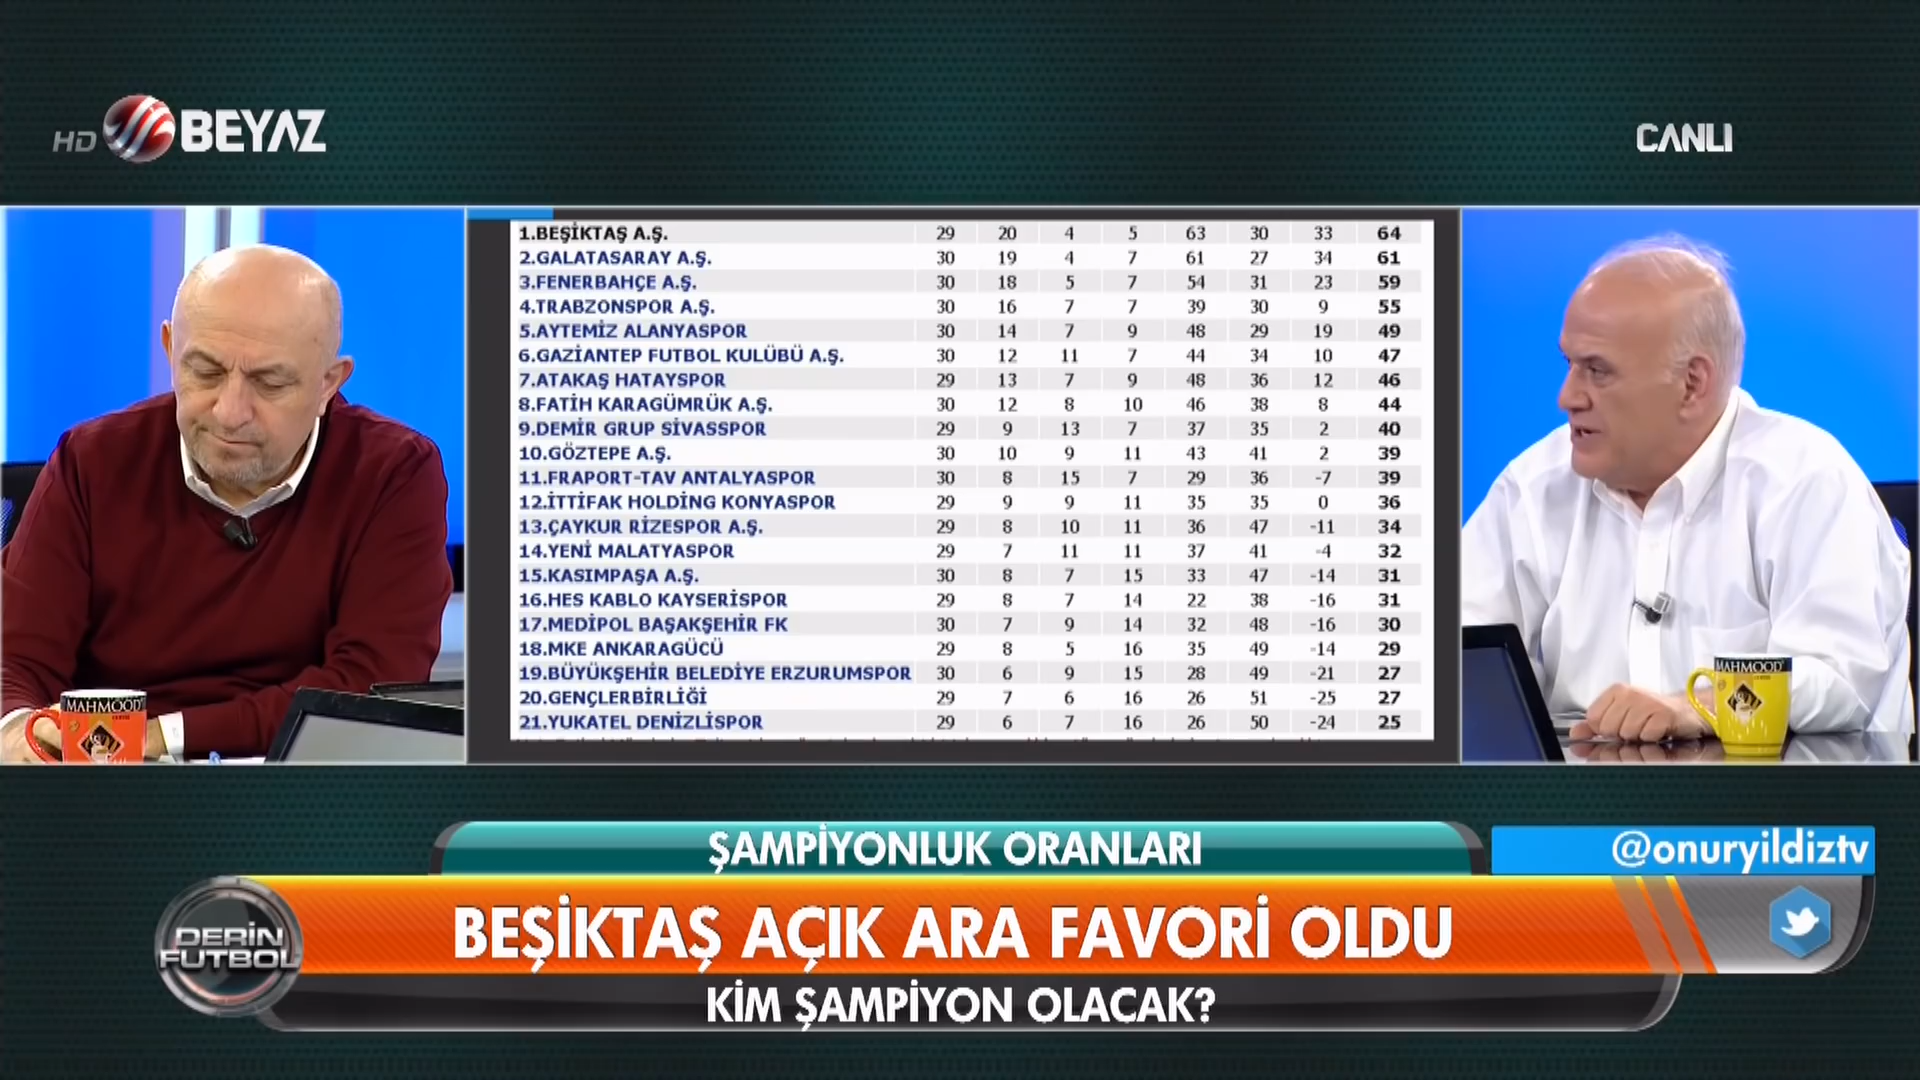 HD BEYAZ
CANLI
1.BEŞİKTAŞ A.Ş. 29 20 4 5 63 30 33 64
2.GALATASARAY A.Ş. 30 19 4 7 61 27 34 61
3.FENERBAHÇE A.Ş. 30 18 5 7 54 31 23 59
4.TRABZONSPOR A.Ş. 30 16 7 7 39 30 9 55
5.AYTEMİZ ALANYASPOR 30 14 7 9 48 29 19 49
6.GAZİANTEP FUTBOL KULÜBÜ A.Ş. 30 12 11 7 44 34 10 47
7.ATAKAŞ HATAYSPOR 29 13 7 9 48 36 12 46
8.FATİH KARAGÜMRÜK A.Ş. 30 12 8 10 46 38 8 44
9.DEMİR GRUP SİVASSPOR 29 9 13 7 37 35 2 40
10.GÖZTEPE A.Ş. 30 10 9 11 43 41 2 39
11.FRAPORT-TAV ANTALYASPOR 30 8 15 7 29 36 -7 39
12.İTTİFAK HOLDİNG KONYASPOR 29 9 9 11 35 35 0 36
13.ÇAYKUR RİZESPOR A.Ş. 29 8 10 11 36 47 -11 34
14.YENİ MALATYASPOR 29 7 11 11 37 41 -4 32
15.KASIMPAŞA A.Ş. 30 8 7 15 33 47 -14 31
16.HES KABLO KAYSERİSPOR 29 8 7 14 22 38 -16 31
17.MEDİPOL BAŞAKŞEHİR FK 30 7 9 14 32 48 -16 30
18.MKE ANKARAGÜCÜ 29 8 5 16 35 49 -14 29
19.BÜYÜKŞEHİR BELEDİYE ERZURUMSPOR 30 6 9 15 28 49 -21 27
20.GENÇLERBİRLİĞİ 29 7 6 16 26 51 -25 27
21.YUKATEL DENİZLİSPOR 29 6 7 16 26 50 -24 25
MAHMOOD
MAHMOOD
ŞAMPİYONLUK ORANLARI
@onuryildiztv
DERİN
FUTBOL
BEŞİKTAŞ AÇIK ARA FAVORİ OLDU
KİM ŞAMPİYON OLACAK?